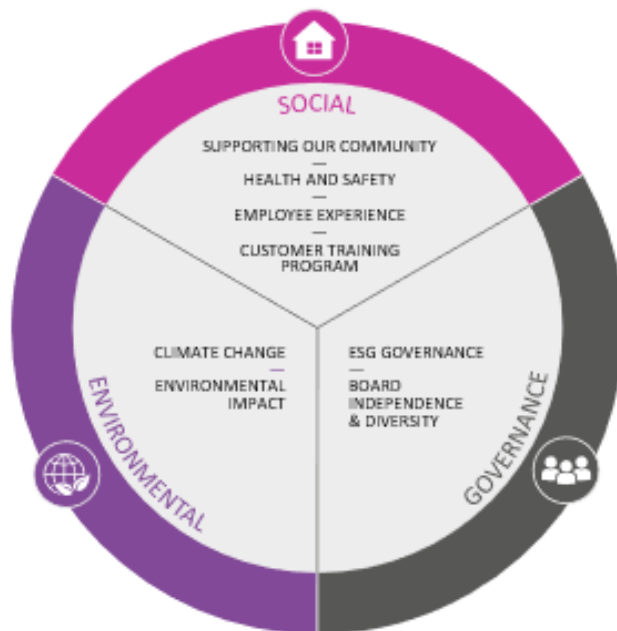 SOCIAL
SUPPORTING OUR COMMUNITY
—
HEALTH AND SAFETY
—
EMPLOYEE EXPERIENCE
—
CUSTOMER TRAINING
PROGRAM
CLIMATE CHANGE
—
ENVIRONMENTAL
IMPACT
ENVIRONMENTAL
ESG GOVERNANCE
—
BOARD
INDEPENDENCE
& DIVERSITY
GOVERNANCE